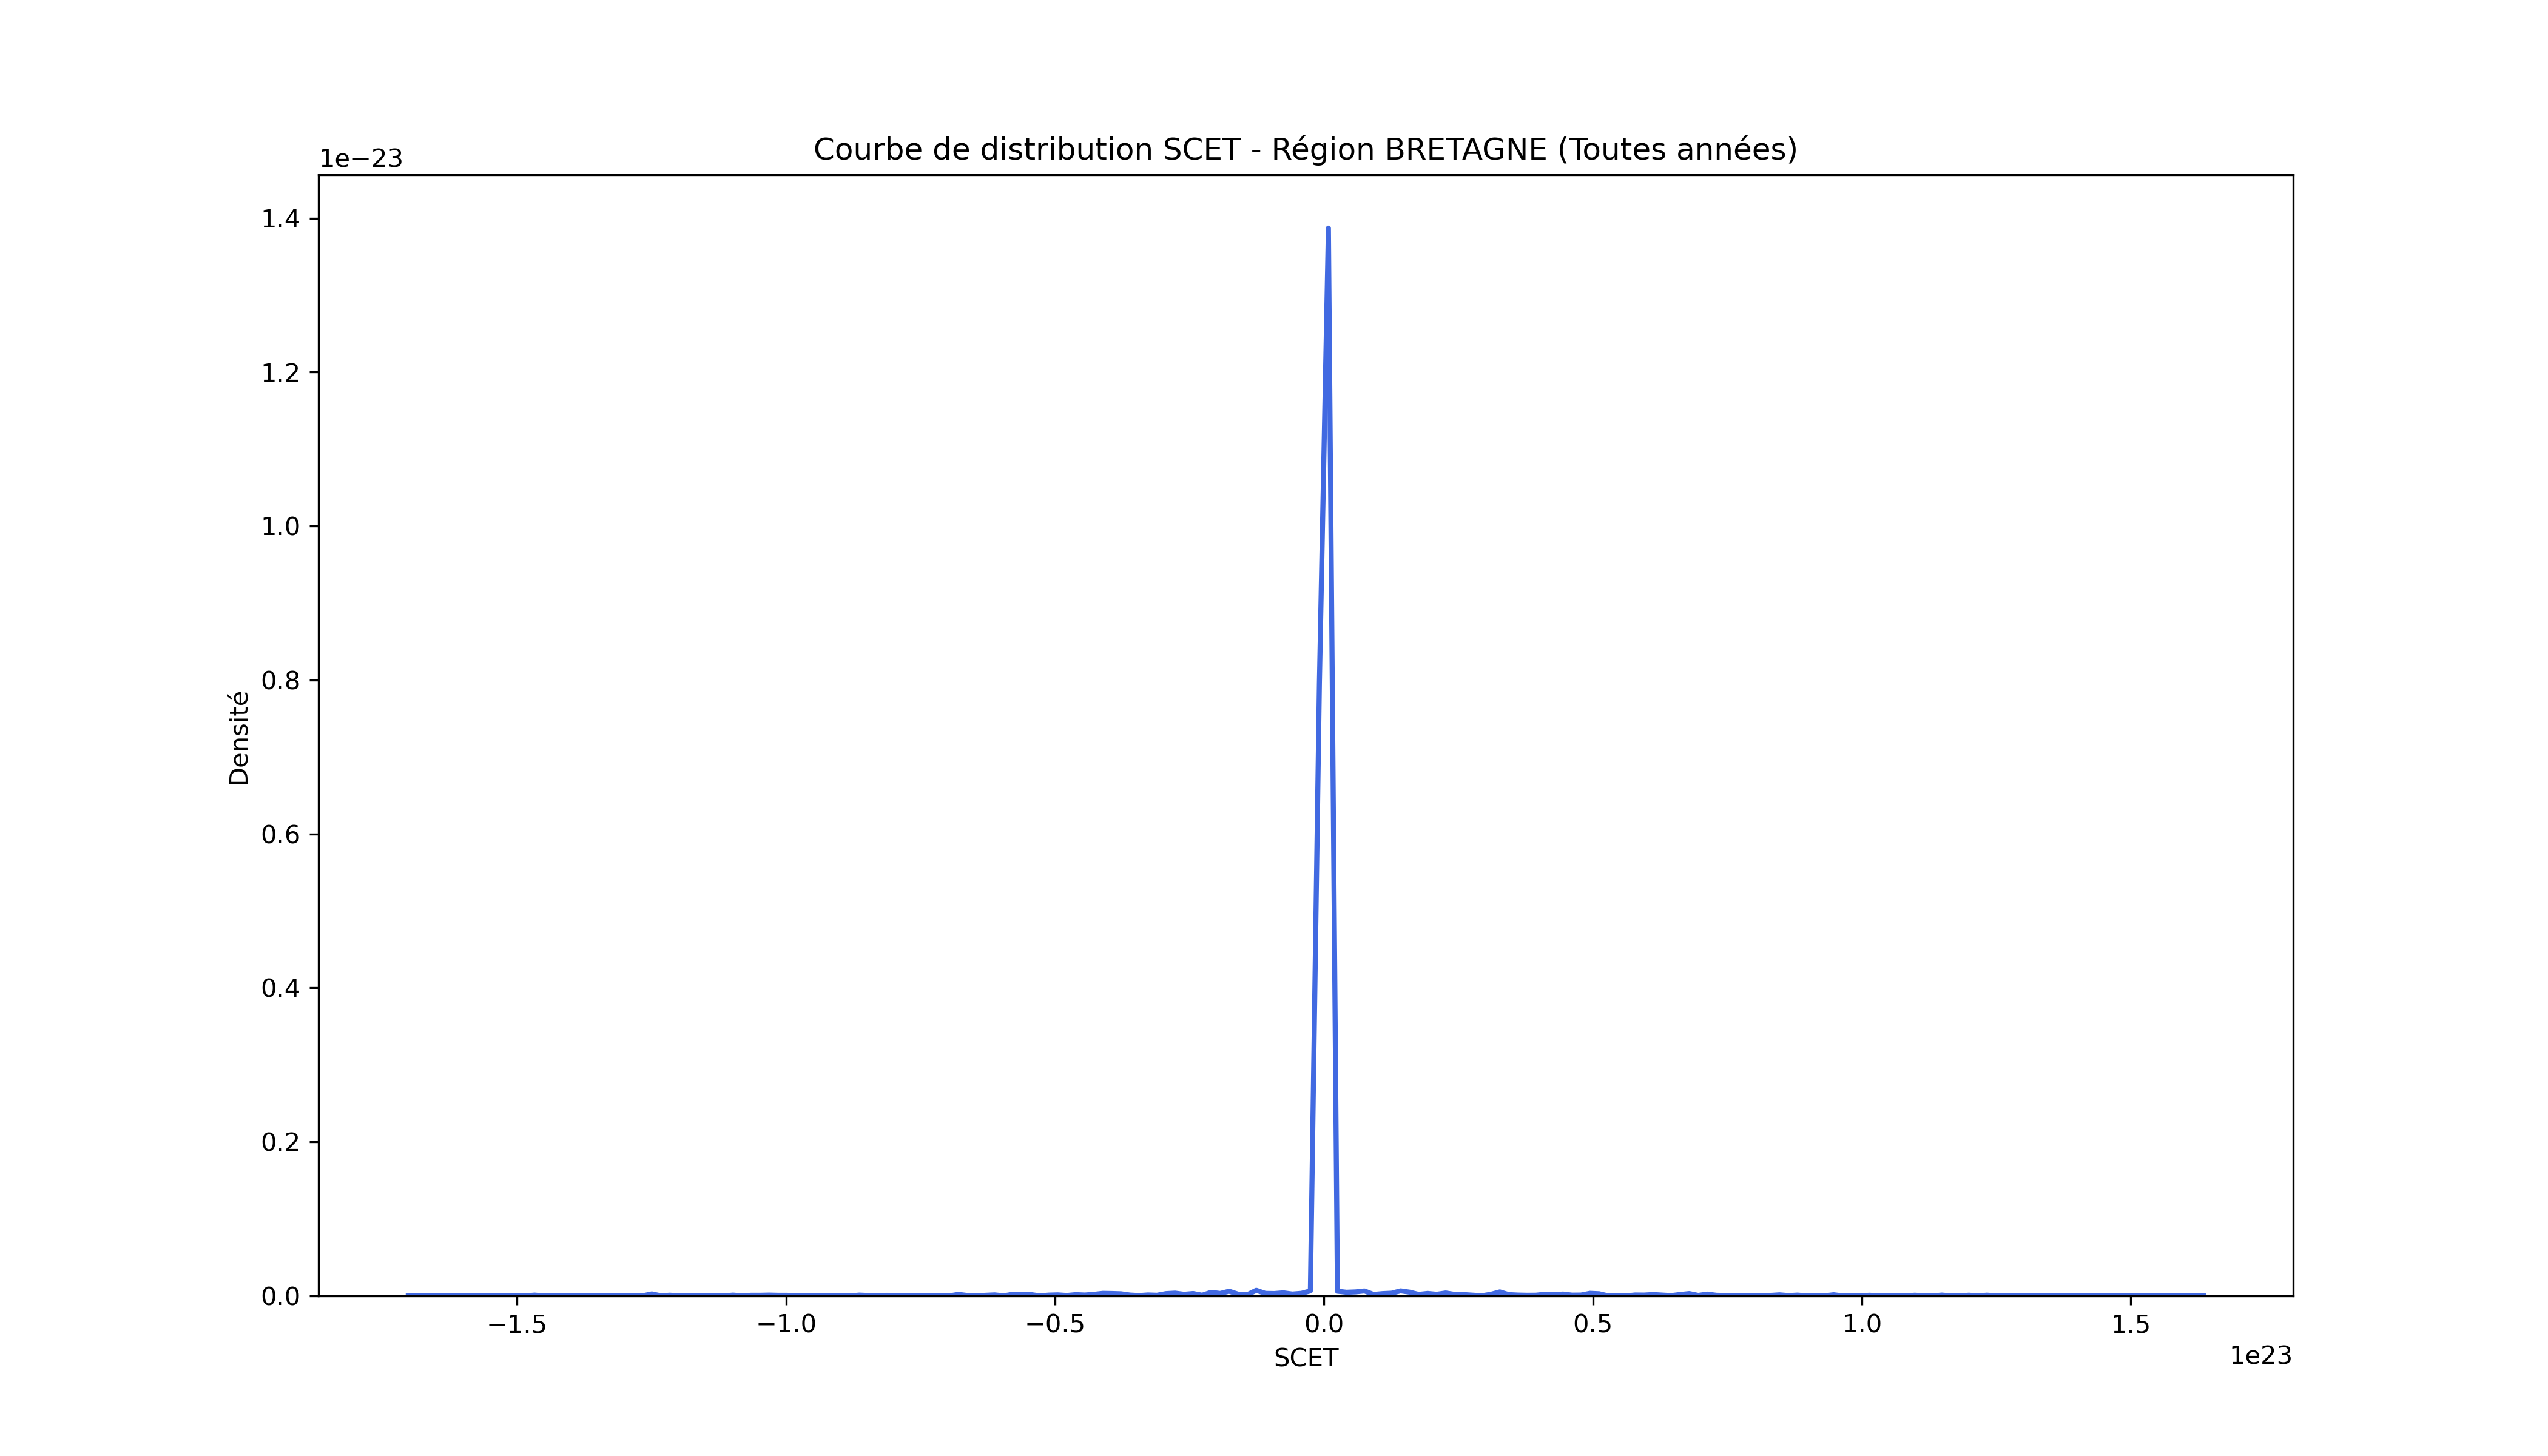 Courbe de distribution SCET - Région BRETAGNE (Toutes années)
1e−23
1.4
1.2
1.0
0.8
0.6
0.4
0.2
0.0
Densité
−1.5 −1.0 −0.5 0.0 0.5 1.0 1.5
SCET
1e23